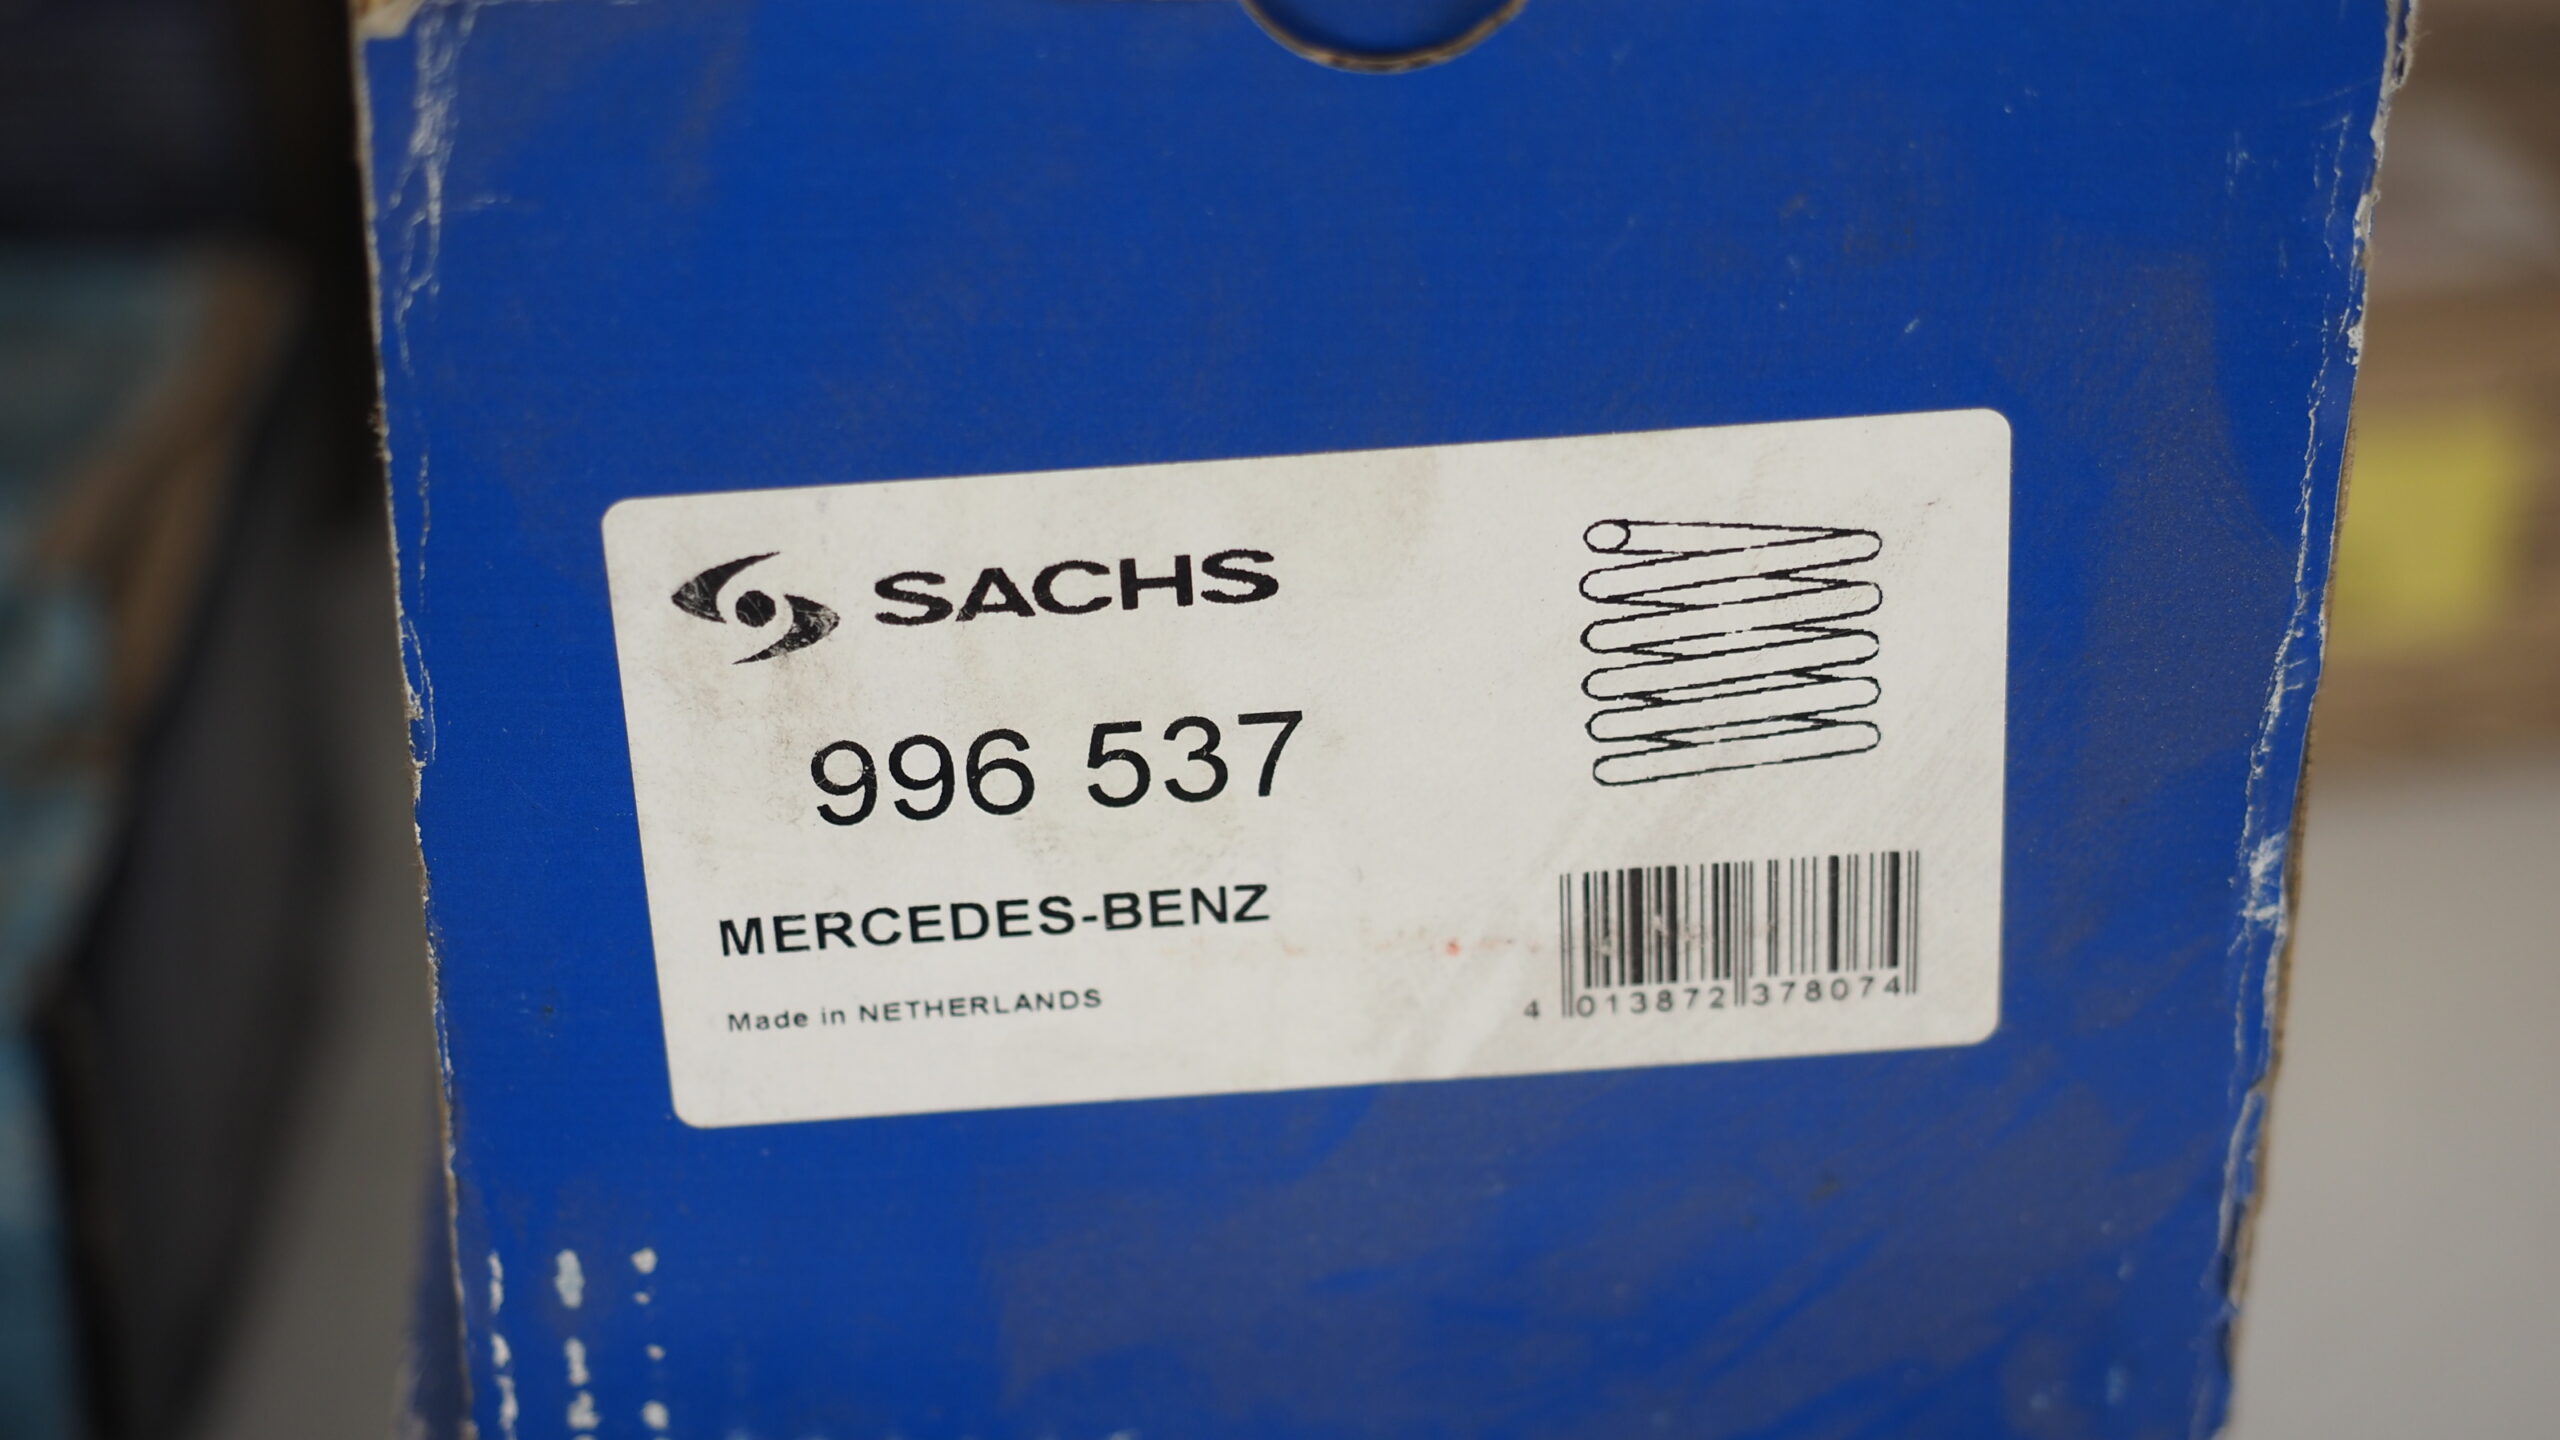 SACHS
996 537
MERCEDES-BENZ
Made in NETHERLANDS
4 013872 378074